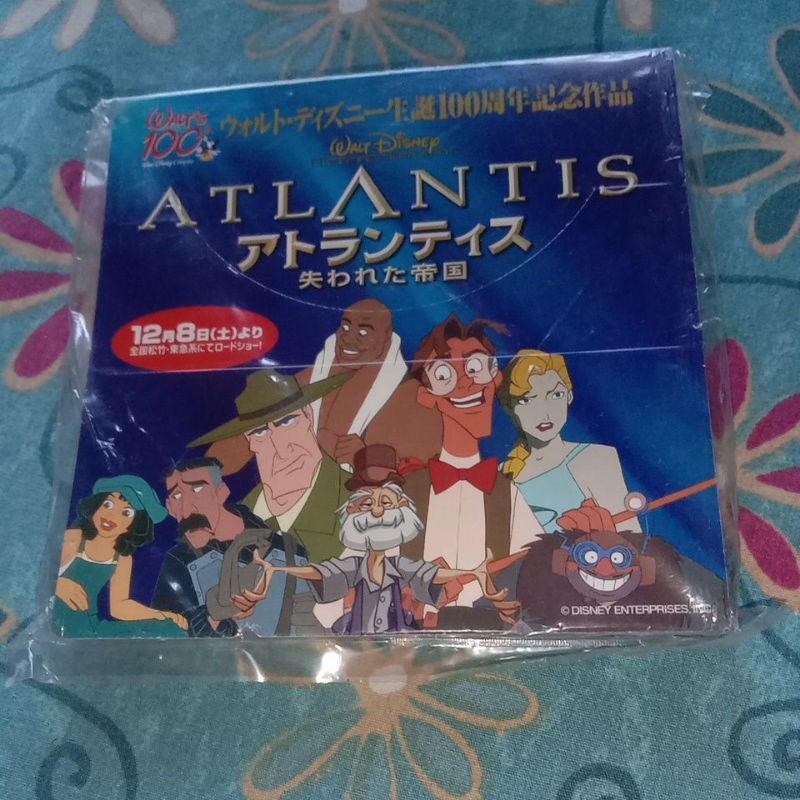 WALT'S
100
ウォルト・ディズニー生誕100周年記念作品
WALT DISNEY
ATLANTIS
アトランティス
失われた帝国
12月8日(土)より
全国松竹・東急系にてロードショー!
© DISNEY ENTERPRISES, INC.